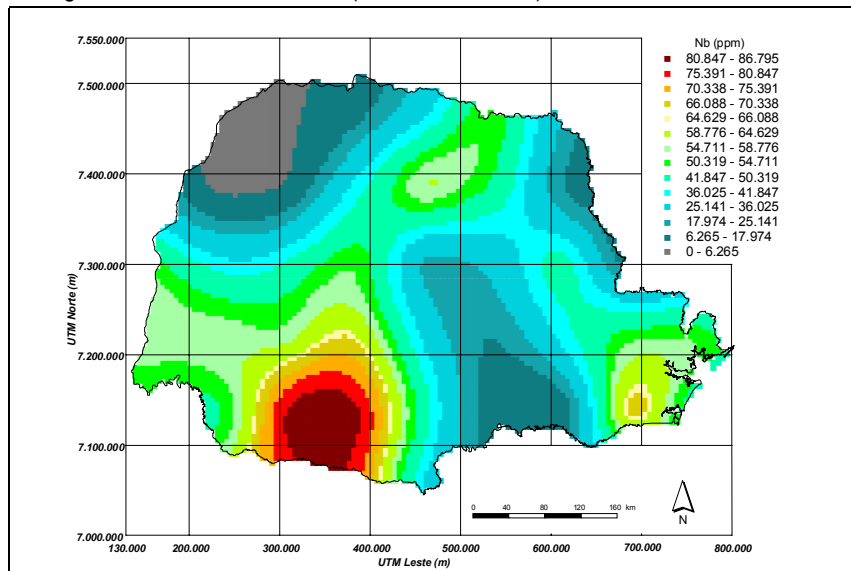 7.550.000
Nb (ppm)
80.847 - 86.795
75.391 - 80.847
70.338 - 75.391
66.088 - 70.338
64.629 - 66.088
58.776 - 64.629
54.711 - 58.776
50.319 - 54.711
41.847 - 50.319
36.025 - 41.847
25.141 - 36.025
17.974 - 25.141
6.265 - 17.974
0 - 6.265
7.500.000
7.400.000
7.300.000
7.200.000
7.100.000
7.000.000
UTM Norte (m)
0 40 80 120 160 km
N
130.000 200.000 300.000 400.000 500.000 600.000 700.000 800.000
UTM Leste (m)